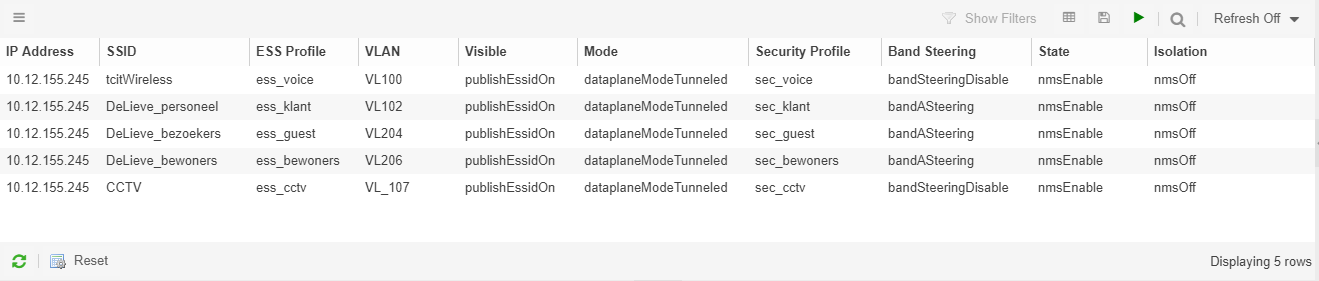 Show Filters Refresh Off
IP Address SSID ESS Profile VLAN Visible Mode Security Profile Band Steering State Isolation
10.12.155.245 tcitWireless ess_voice VL100 publishEssidOn dataplaneModeTunneled sec_voice bandSteeringDisable nmsEnable nmsOff
10.12.155.245 DeLieve_personeel ess_klant VL102 publishEssidOn dataplaneModeTunneled sec_klant bandASteering nmsEnable nmsOff
10.12.155.245 DeLieve_bezoekers ess_guest VL204 publishEssidOn dataplaneModeTunneled sec_guest bandASteering nmsEnable nmsOff
10.12.155.245 DeLieve_bewoners ess_bewoners VL206 publishEssidOn dataplaneModeTunneled sec_bewoners bandASteering nmsEnable nmsOff
10.12.155.245 CCTV ess_cctv VL_107 publishEssidOn dataplaneModeTunneled sec_cctv bandSteeringDisable nmsEnable nmsOff
Reset Displaying 5 rows